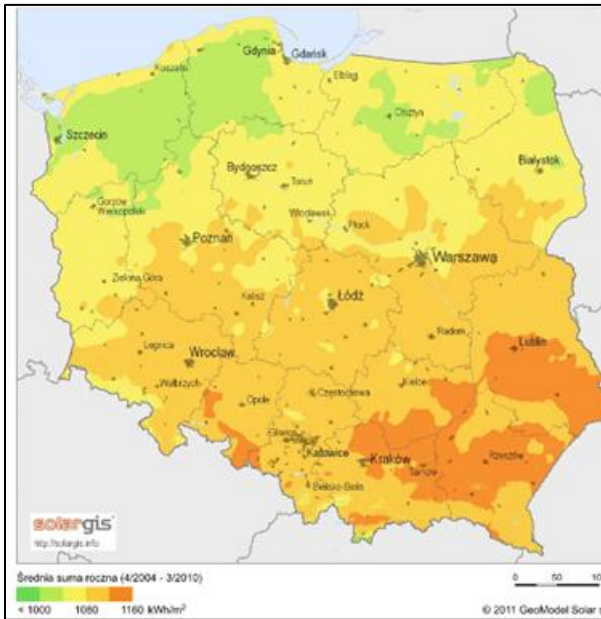 Gdynia
Gdańsk
Koszalin
Elbląg
Olsztyn
Szczecin
Białystok
Bydgoszcz
Toruń
Gorzów
Wielkopolski
Włocławek
Płock
Poznań
Warszawa
Zielona Góra
Kalisz
Łódź
Radom
Lublin
Legnica
Wrocław
Wałbrzych
Opole
Częstochowa
Kielce
Gliwice
Katowice
Kraków
Tarnów
Rzeszów
Bielsko-Biała
solargis
http://solargis.info
Średnia suma roczna (4/2004 - 3/2010)
0 50 10
< 1000 1080 1160 kWh/m²
© 2011 GeoModel Solar s